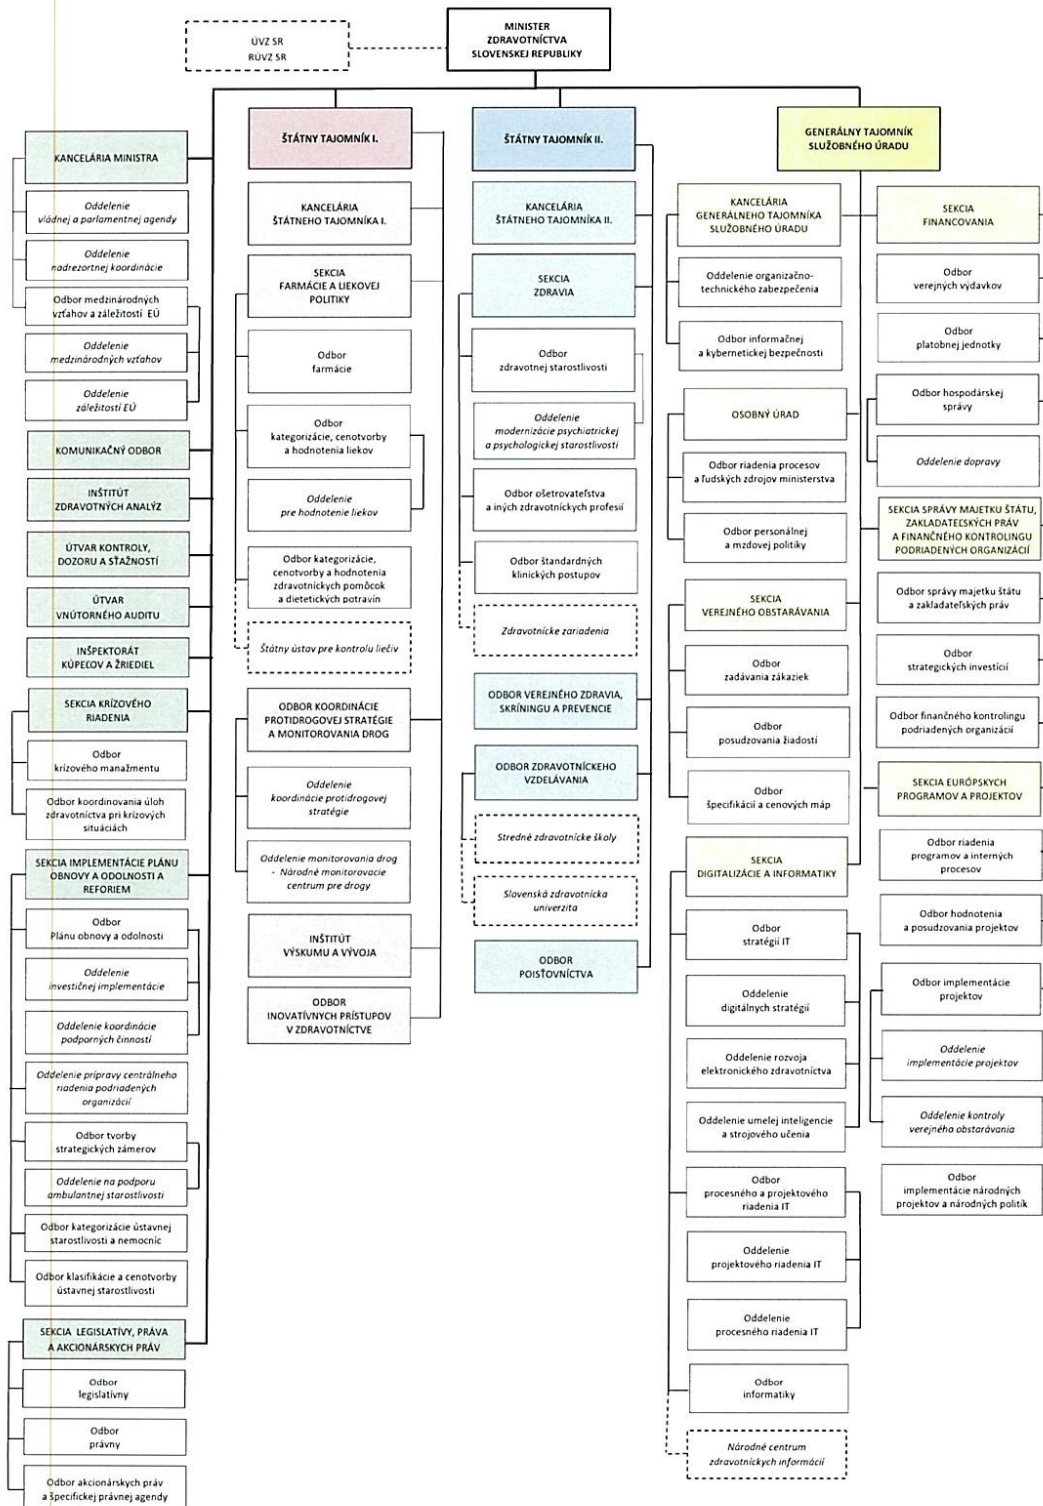 MINISTER
ZDRAVOTNÍCTVA
SLOVENSKEJ REPUBLIKY
ÚVZ SR
RÚVZ SR
KANCELÁRIA MINISTRA
Oddelenie
vládnej a parlamentnej agendy
Oddelenie
nadrezortnej koordinácie
Odbor medzinárodných
vzťahov a záležitostí EÚ
Oddelenie
medzinárodných vzťahov
Oddelenie
záležitostí EÚ
KOMUNIKAČNÝ ODBOR
INŠTITÚT
ZDRAVOTNÝCH ANALÝZ
ÚTVAR KONTROLY,
DOZORU A SŤAŽNOSTÍ
ÚTVAR
VNÚTORNÉHO AUDITU
INŠPEKTORÁT
KÚPEĽOV A ŽRIEDIEL
SEKCIA KRÍZOVÉHO
RIADENIA
Odbor
krízového manažmentu
Odbor koordinovania úloh
zdravotníctva pri krízových
situáciách
SEKCIA IMPLEMENTÁCIE PLÁNU
OBNOVY A ODOLNOSTI A
REFORIEM
Odbor
Plánu obnovy a odolnosti
Oddelenie
investičnej implementácie
Oddelenie koordinácie
podporných činností
Oddelenie prípravy centrálneho
riadenia podriadených
organizácií
Odbor tvorby
strategických zámerov
Oddelenie na podporu
ambulantnej starostlivosti
Odbor kategorizácie ústavnej
starostlivosti a nemocníc
Odbor klasifikácie a cenotvorby
ústavnej starostlivosti
SEKCIA LEGISLATÍVY, PRÁVA
A AKCIONÁRSKYCH PRÁV
Odbor
legislatívny
Odbor
právny
Odbor akcionárskych práv
a špecifickej právnej agendy
ŠTÁTNY TAJOMNÍK I.
KANCELÁRIA
ŠTÁTNEHO TAJOMNÍKA I.
SEKCIA
FARMÁCIE A LIEKOVEJ
POLITIKY
Odbor
farmácie
Odbor
kategorizácie, cenotvorby
a hodnotenia liekov
Oddelenie
pre hodnotenie liekov
Odbor kategorizácie,
cenotvorby a hodnotenia
zdravotníckych pomôcok
a dietetických potravín
Štátny ústav pre kontrolu liečiv
ODBOR KOORDINÁCIE
PROTIDROGOVEJ STRATÉGIE
A MONITOROVANIA DROG
Oddelenie
koordinácie protidrogovej
stratégie
Oddelenie monitorovania drog
- Národné monitorovacie
centrum pre drogy
INŠTITÚT
VÝSKUMU A VÝVOJA
ODBOR
INOVATÍVNYCH PRÍSTUPOV
V ZDRAVOTNÍCTVE
ŠTÁTNY TAJOMNÍK II.
KANCELÁRIA
ŠTÁTNEHO TAJOMNÍKA II.
SEKCIA
ZDRAVIA
Odbor
zdravotnej starostlivosti
Oddelenie
modernizácie psychiatrickej
a psychologickej starostlivosti
Odbor ošetrovateľstva
a iných zdravotníckych profesií
Odbor štandardných
klinických postupov
Zdravotnícke zariadenia
ODBOR VEREJNÉHO ZDRAVIA,
SKRÍNINGU A PREVENCIE
ODBOR ZDRAVOTNÍCKEHO
VZDELÁVANIA
Stredné zdravotnícke školy
Slovenská zdravotnícka
univerzita
ODBOR
POISŤOVNÍCTVA
GENERÁLNY TAJOMNÍK
SLUŽOBNÉHO ÚRADU
KANCELÁRIA
GENERÁLNEHO TAJOMNÍKA
SLUŽOBNÉHO ÚRADU
Oddelenie organizačno-
technického zabezpečenia
Odbor informačnej
a kybernetickej bezpečnosti
OSOBNÝ ÚRAD
Odbor riadenia procesov
a ľudských zdrojov ministerstva
Odbor personálnej
a mzdovej politiky
SEKCIA
VEREJNÉHO OBSTARÁVANIA
Odbor
zadávania zákaziek
Odbor
posudzovania žiadostí
Odbor
špecifikácií a cenových máp
SEKCIA
DIGITALIZÁCIE A INFORMATIKY
Odbor
stratégií IT
Oddelenie
digitálnych stratégií
Oddelenie rozvoja
elektronického zdravotníctva
Oddelenie umelej inteligencie
a strojového učenia
Odbor
procesného a projektového
riadenia IT
Oddelenie
projektového riadenia IT
Oddelenie
procesného riadenia IT
Odbor
informatiky
Národné centrum
zdravotníckych informácií
SEKCIA
FINANCOVANIA
Odbor
verejných výdavkov
Odbor
platobnej jednotky
Odbor hospodárskej
správy
Oddelenie dopravy
SEKCIA SPRÁVY MAJETKU ŠTÁTU,
ZAKLADATEĽSKÝCH PRÁV
A FINANČNÉHO KONTROLINGU
PODRIADENÝCH ORGANIZÁCIÍ
Odbor správy majetku štátu
a zakladateľských práv
Odbor
strategických investícií
Odbor finančného kontrolingu
podriadených organizácií
SEKCIA EURÓPSKYCH
PROGRAMOV A PROJEKTOV
Odbor riadenia
programov a interných
procesov
Odbor hodnotenia
a posudzovania projektov
Odbor implementácie
projektov
Oddelenie
implementácie projektov
Oddelenie kontroly
verejného obstarávania
Odbor
implementácie národných
projektov a národných politík